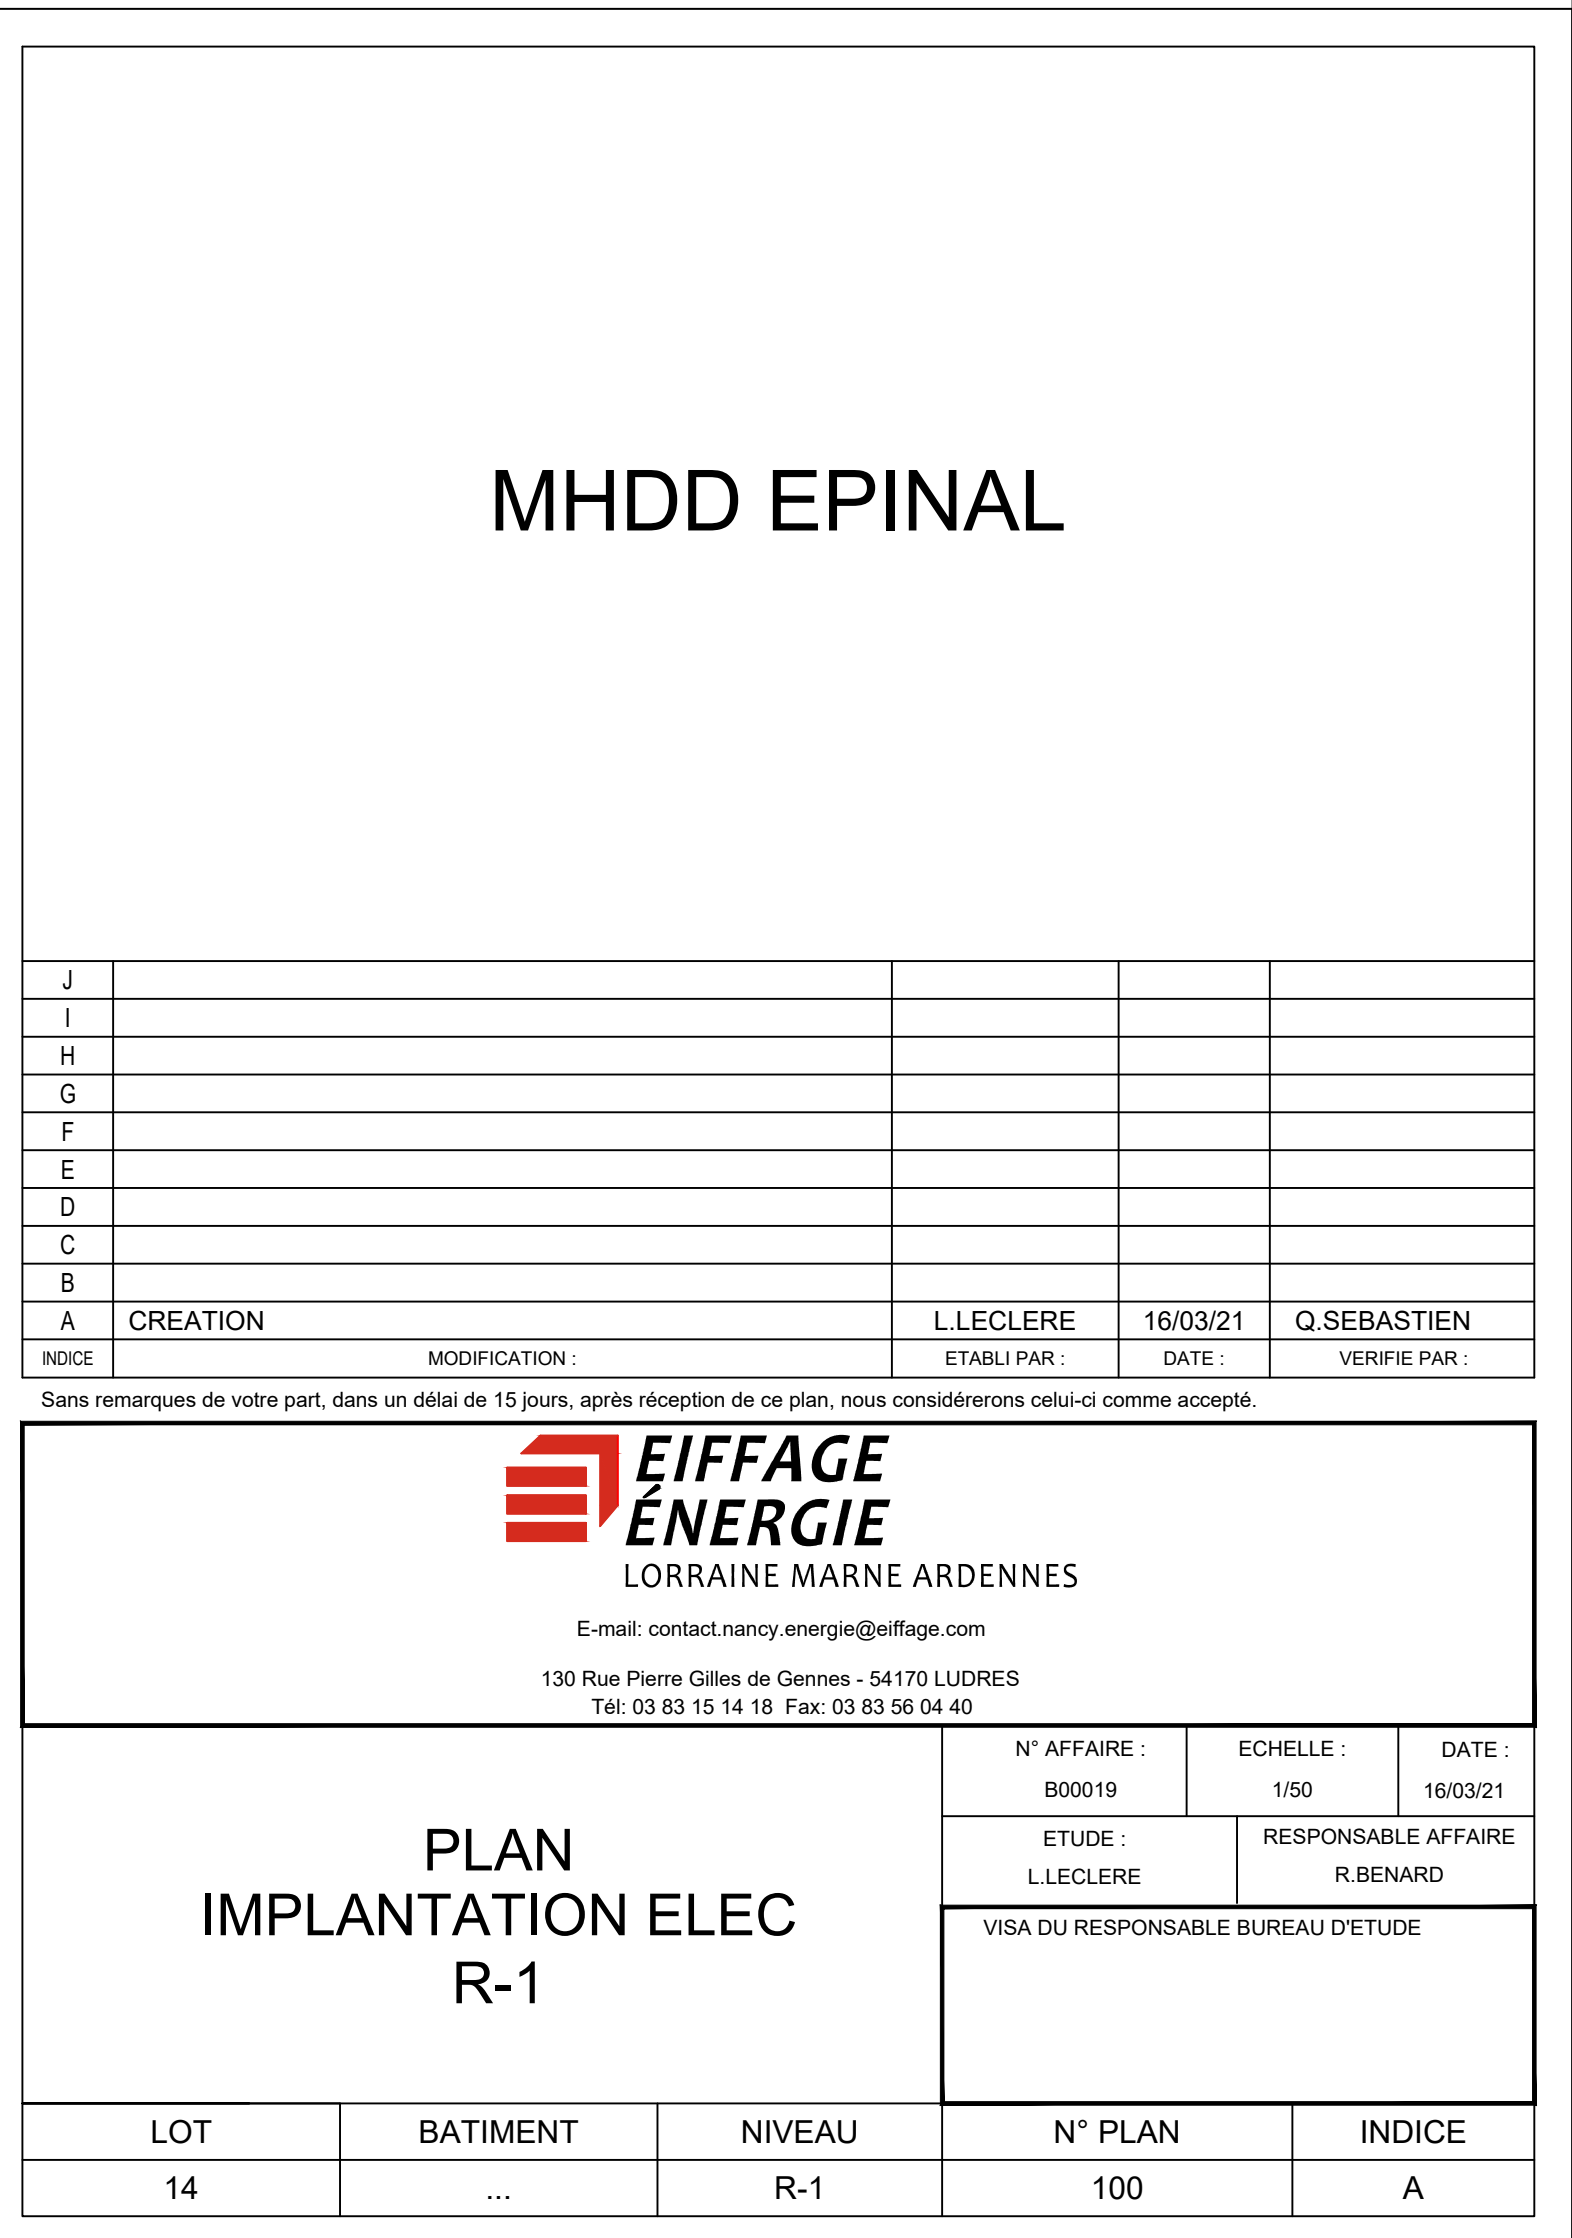 MHDD EPINAL
J
I
H
G
F
E
D
C
B
A CREATION L.LECLERE 16/03/21 Q.SEBASTIEN
INDICE MODIFICATION : ETABLI PAR : DATE : VERIFIE PAR :
Sans remarques de votre part, dans un délai de 15 jours, après réception de ce plan, nous considérerons celui-ci comme accepté.
EIFFAGE
ÉNERGIE
LORRAINE MARNE ARDENNES
E-mail: contact.nancy.energie@eiffage.com
130 Rue Pierre Gilles de Gennes - 54170 LUDRES
Tél: 03 83 15 14 18 Fax: 03 83 56 04 40
PLAN
IMPLANTATION ELEC
R-1
N° AFFAIRE : ECHELLE : DATE :
B00019 1/50 16/03/21
ETUDE : RESPONSABLE AFFAIRE
L.LECLERE R.BENARD
VISA DU RESPONSABLE BUREAU D'ETUDE
LOT BATIMENT NIVEAU N° PLAN INDICE
14 ... R-1 100 A